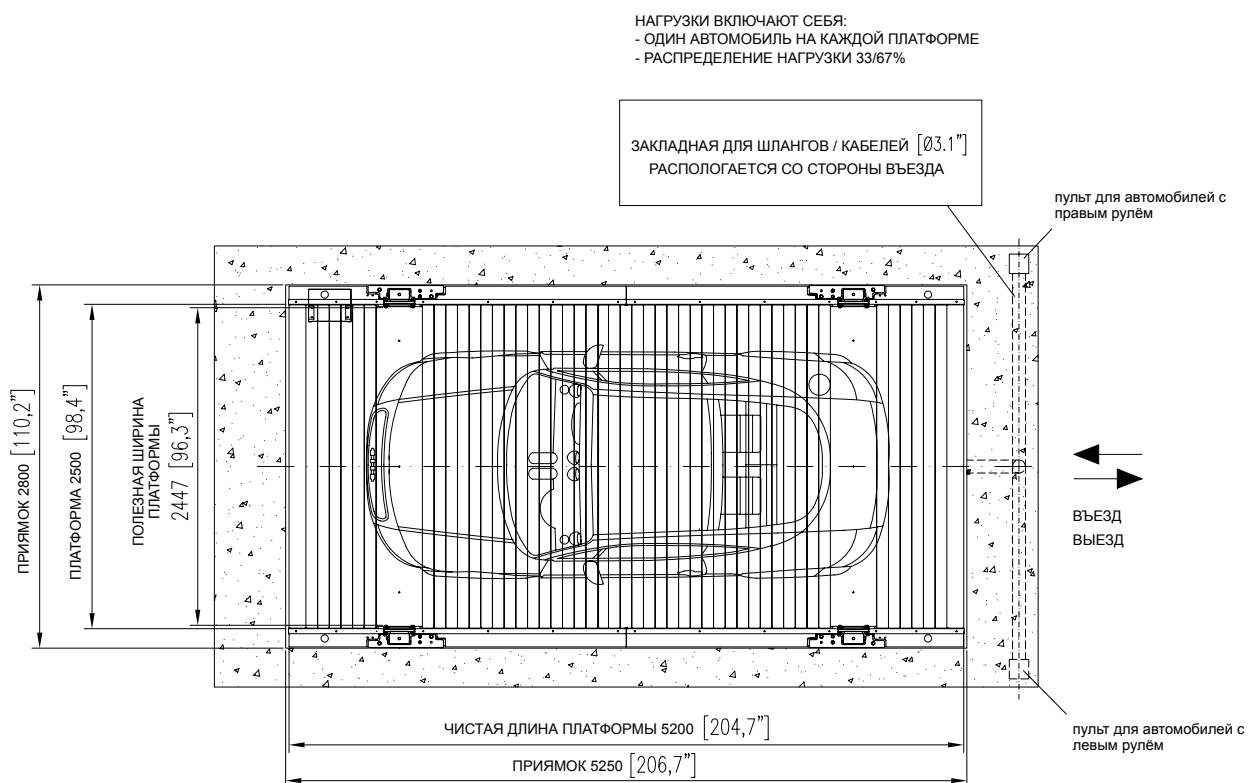 НАГРУЗКИ ВКЛЮЧАЮТ СЕБЯ:
- ОДИН АВТОМОБИЛЬ НА КАЖДОЙ ПЛАТФОРМЕ
- РАСПРЕДЕЛЕНИЕ НАГРУЗКИ 33/67%
ЗАКЛАДНАЯ ДЛЯ ШЛАНГОВ / КАБЕЛЕЙ [Ø3.1"]
РАСПОЛОГАЕТСЯ СО СТОРОНЫ ВЪЕЗДА
пульт для автомобилей с
правым рулём
ПРИЯМОК 2800 [110,2"]
ПЛАТФОРМА 2500 [98,4"]
ПОЛЕЗНАЯ ШИРИНА
ПЛАТФОРМЫ
2447 [96,3"]
ВЪЕЗД
ВЫЕЗД
ЧИСТАЯ ДЛИНА ПЛАТФОРМЫ 5200 [204,7"]
ПРИЯМОК 5250 [206,7"]
пульт для автомобилей с
левым рулём